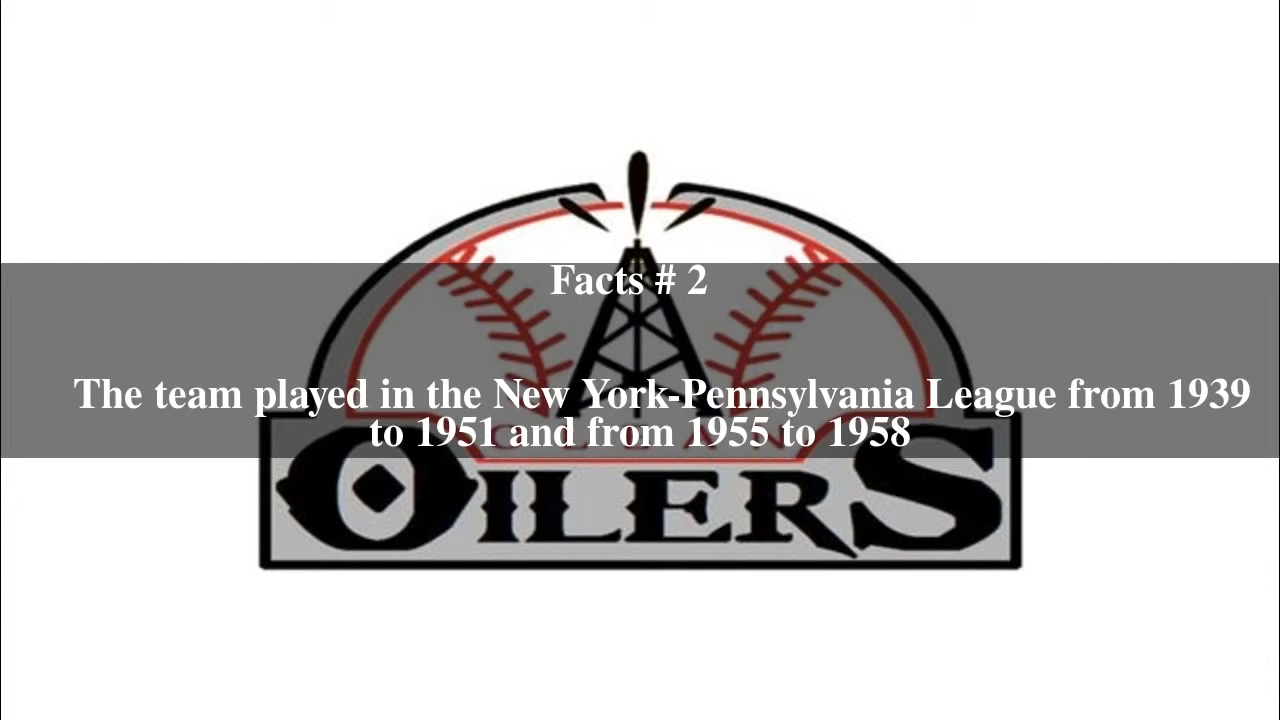 Facts # 2
The team played in the New York-Pennsylvania League from 1939
to 1951 and from 1955 to 1958
OILERS